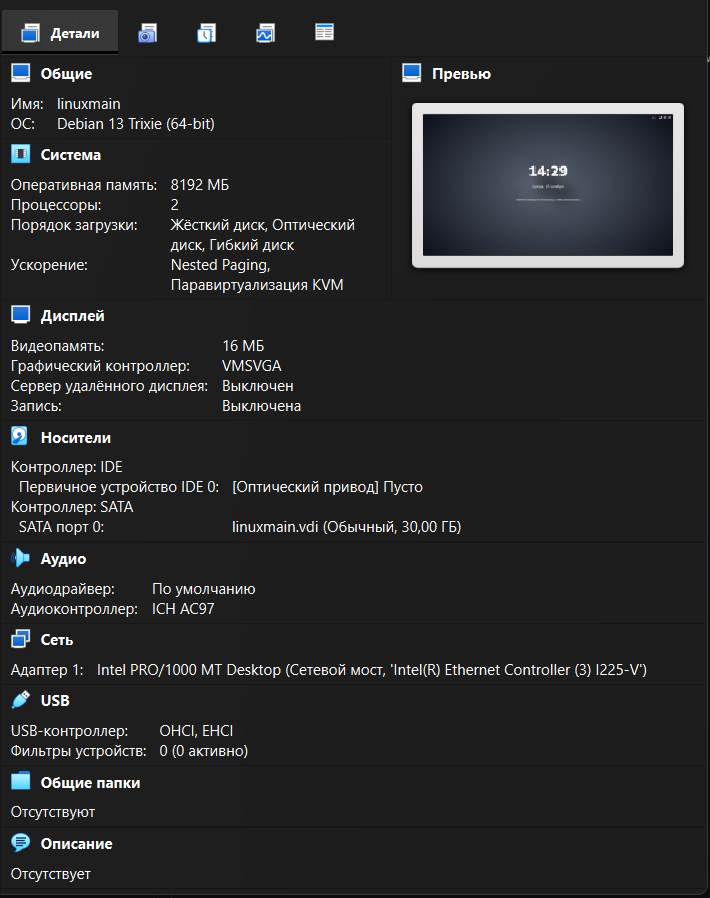 Детали
Общие
Имя: linuxmain
ОС: Debian 13 Trixie (64-bit)
Превью
14:29
Система
Оперативная память: 8192 МБ
Процессоры: 2
Порядок загрузки: Жёсткий диск, Оптический
диск, Гибкий диск
Ускорение: Nested Paging,
Паравиртуализация KVM
Дисплей
Видеопамять: 16 МБ
Графический контроллер: VMSVGA
Сервер удалённого дисплея: Выключен
Запись: Выключена
Носители
Контроллер: IDE
Первичное устройство IDE 0: [Оптический привод] Пусто
Контроллер: SATA
SATA порт 0: linuxmain.vdi (Обычный, 30,00 ГБ)
Аудио
Аудиодрайвер: По умолчанию
Аудиоконтроллер: ICH AC97
Сеть
Адаптер 1: Intel PRO/1000 MT Desktop (Сетевой мост, 'Intel(R) Ethernet Controller (3) I225-V')
USB
USB-контроллер: OHCI, EHCI
Фильтры устройств: 0 (0 активно)
Общие папки
Отсутствуют
Описание
Отсутствует